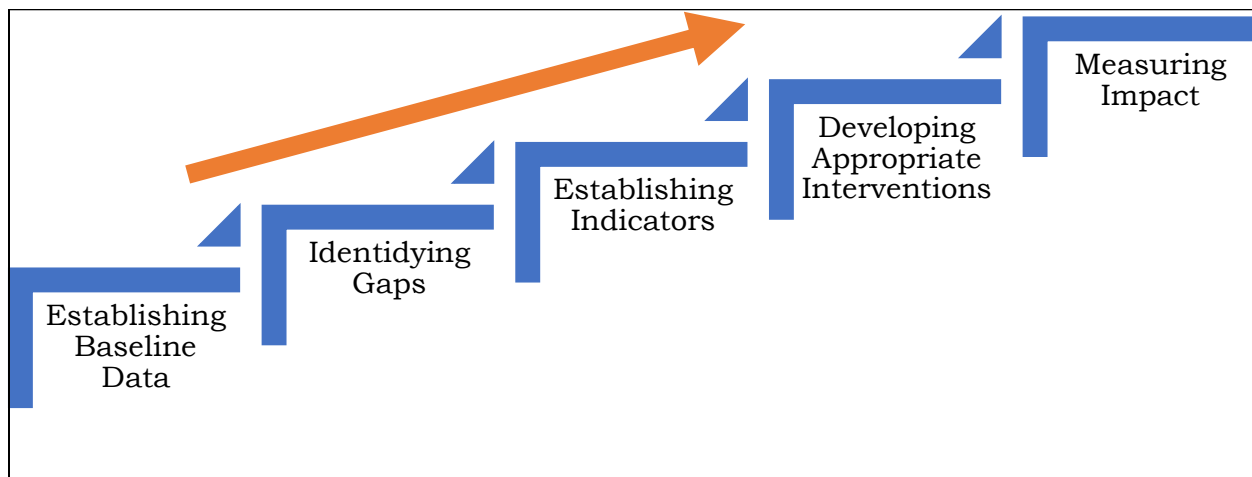 Establishing
Baseline
Data
Identidying
Gaps
Establishing
Indicators
Developing
Appropriate
Interventions
Measuring
Impact